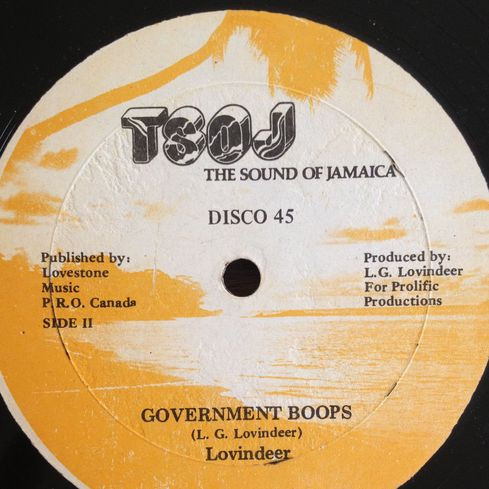 TSOJ
THE SOUND OF JAMAICA
DISCO 45
Published by:
Lovestone
Music
P.R.O. Canada
SIDE II
Produced by:
L.G. Lovindeer
For Prolific
Productions
GOVERNMENT BOOPS
(L. G. Lovindeer)
Lovindeer